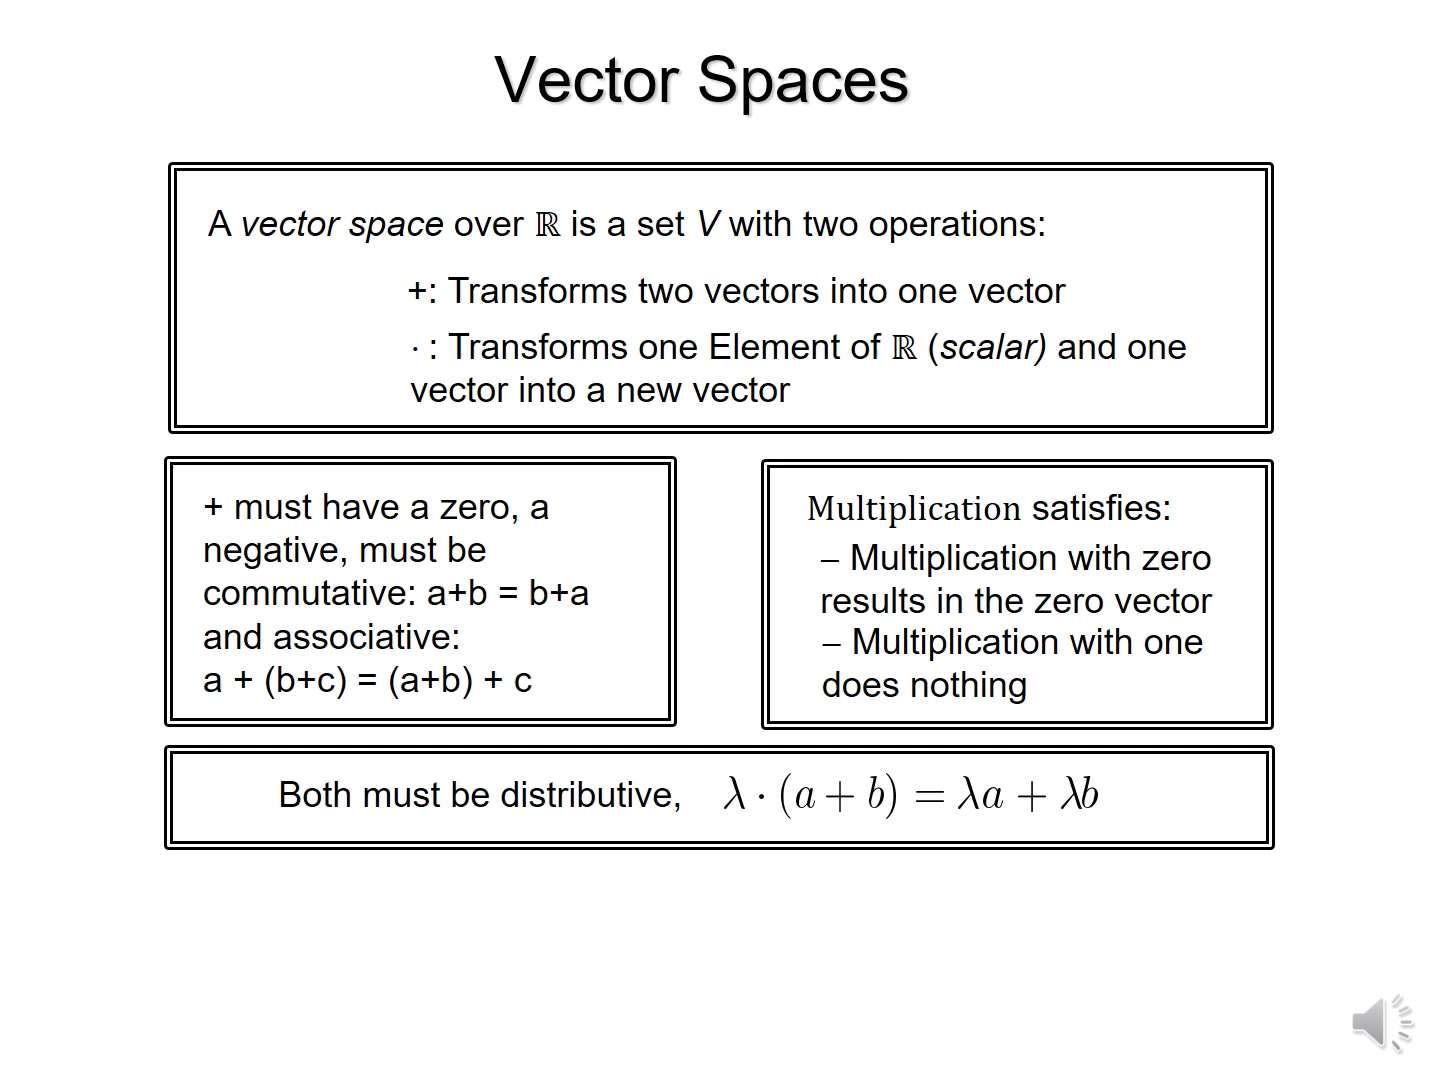 Vector Spaces
A vector space over ℝ is a set V with two operations:
+: Transforms two vectors into one vector
· : Transforms one Element of ℝ (scalar) and one
vector into a new vector
+ must have a zero, a
negative, must be
commutative: a+b = b+a
and associative:
a + (b+c) = (a+b) + c
Multiplication satisfies:
– Multiplication with zero
results in the zero vector
– Multiplication with one
does nothing
Both must be distributive, λ · (a + b) = λa + λb